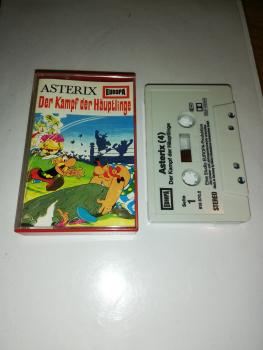 ASTERIX
EUROPA
Der Kampf der Häuptlinge
EUROPA
Asterix (4)
Der Kampf der Häuptlinge
Seite
1
STEREO